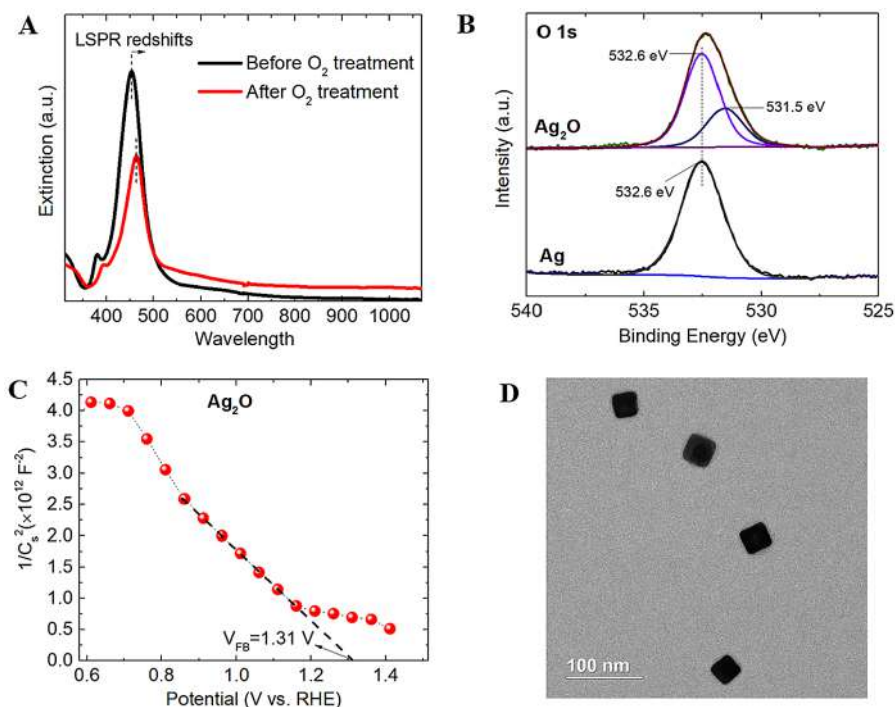 A
LSPR redshifts
Before O₂ treatment
After O₂ treatment
Extinction (a.u.)
400 500 600 700 800 900 1000
Wavelength
B
O 1s
532.6 eV
531.5 eV
Ag₂O
532.6 eV
Ag
Intensity (a.u.)
540 535 530 525
Binding Energy (eV)
C
Ag₂O
4.5
4.0
3.5
3.0
2.5
2.0
1.5
1.0
0.5
0.0
1/Cₛ²(×10¹² F⁻²)
V_FB=1.31 V
0.6 0.8 1.0 1.2 1.4
Potential (V vs. RHE)
D
100 nm